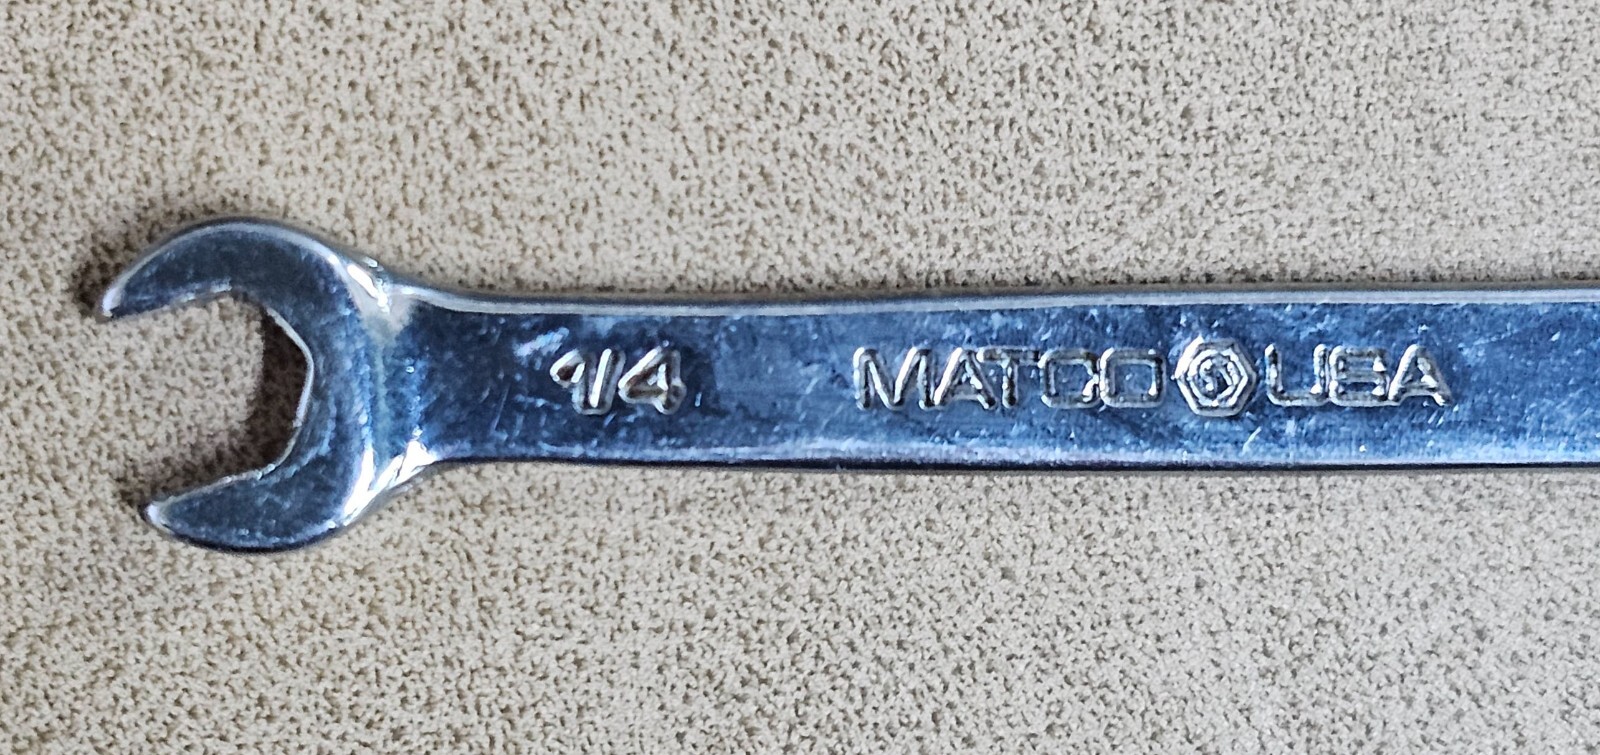 1/4 MATCO USA